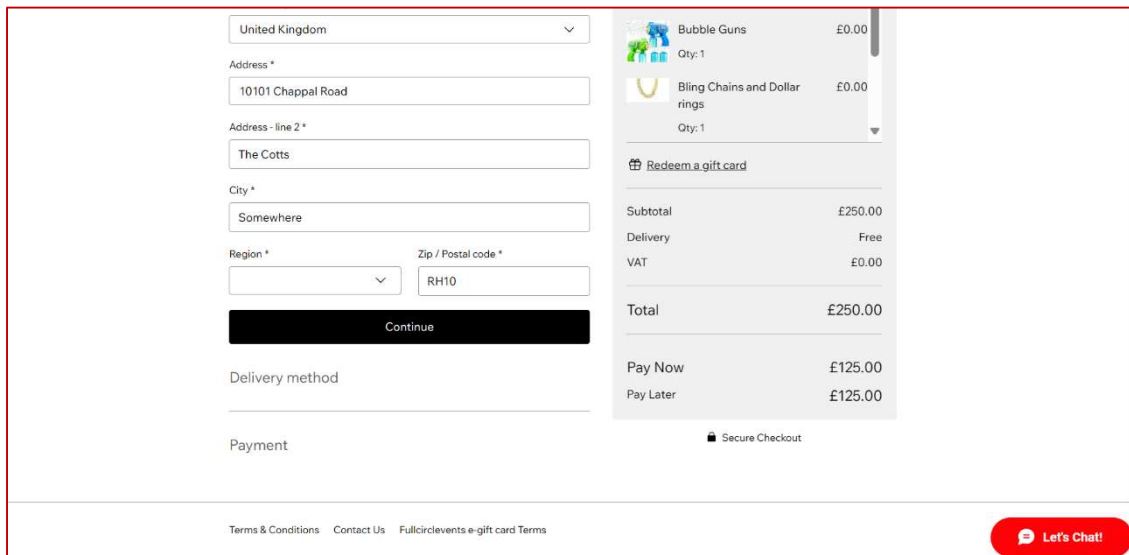 United Kingdom
Address *
10101 Chappal Road
Address - line 2 *
The Cotts
City *
Somewhere
Region *
Zip / Postal code *
RH10
Continue
Delivery method
Payment
Bubble Guns £0.00
Qty: 1
Bling Chains and Dollar £0.00
rings
Qty: 1
Redeem a gift card
Subtotal £250.00
Delivery Free
VAT £0.00
Total £250.00
Pay Now £125.00
Pay Later £125.00
Secure Checkout
Terms & Conditions Contact Us Fullcirclevents e-gift card Terms
Let's Chat!